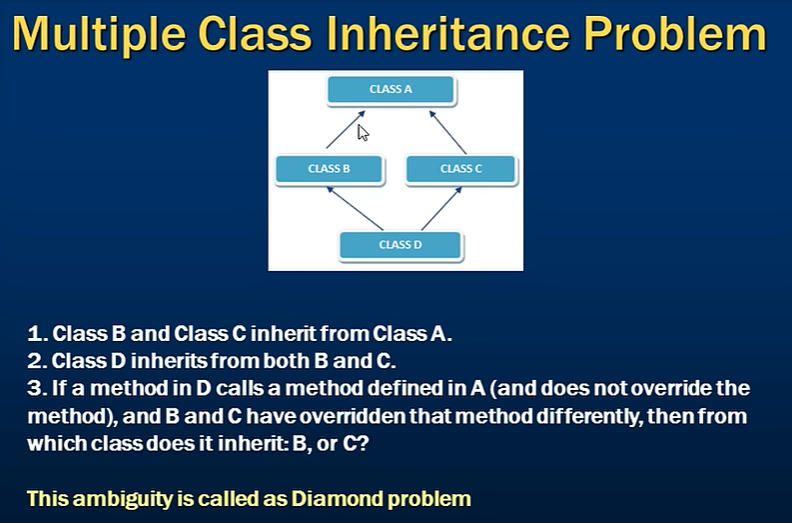 Multiple Class Inheritance Problem
CLASS A
CLASS B
CLASS C
CLASS D
1. Class B and Class C inherit from Class A.
2. Class D inherits from both B and C.
3. If a method in D calls a method defined in A (and does not override the
method), and B and C have overridden that method differently, then from
which class does it inherit: B, or C?
This ambiguity is called as Diamond problem